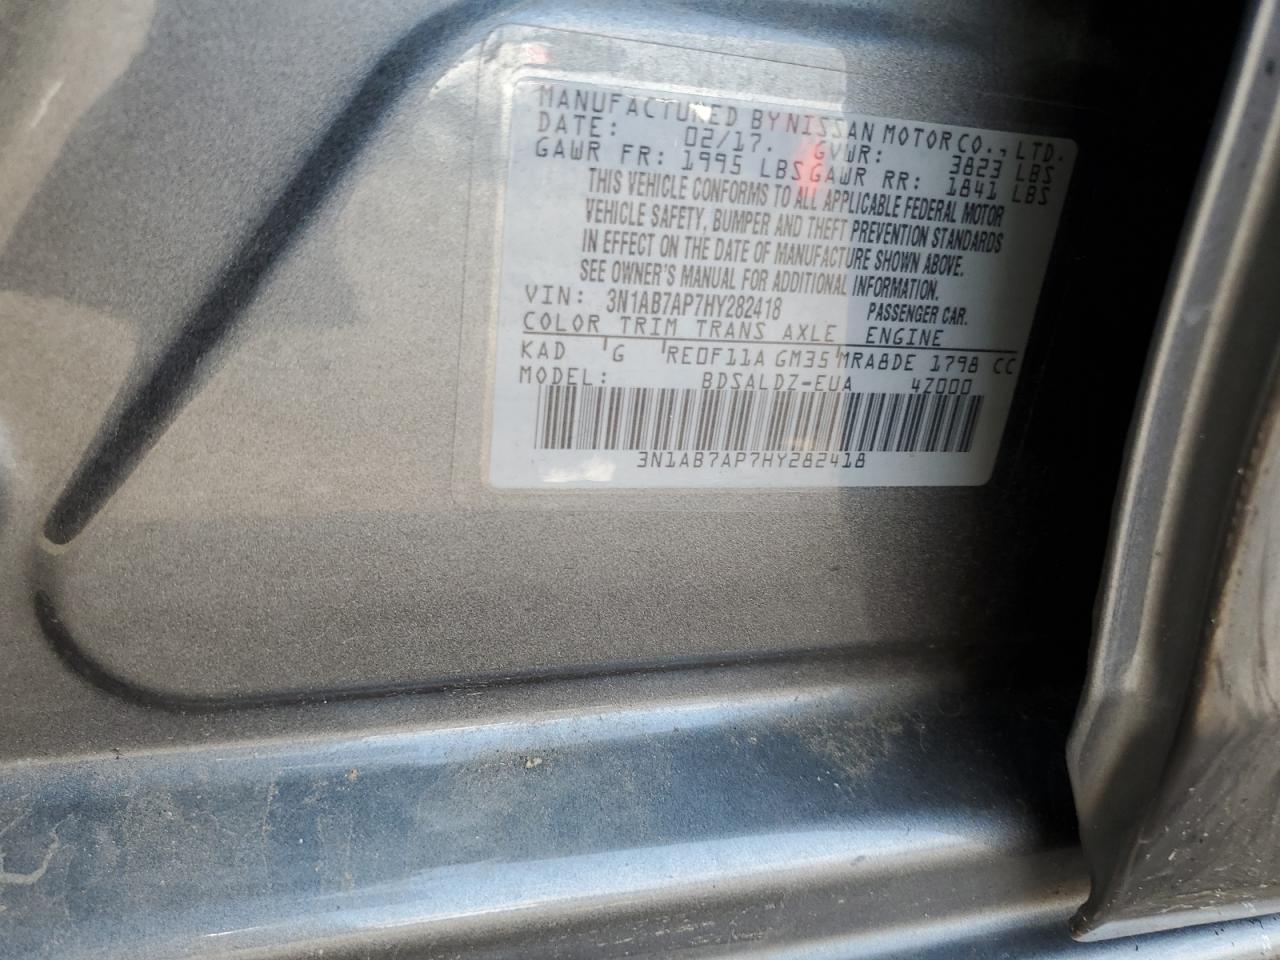 MANUFACTURED BY NISSAN MOTOR CO., LTD.
DATE: 02/17. GVWR: 3823 LBS
GAWR FR: 1995 LBS GAWR RR: 1841 LBS
THIS VEHICLE CONFORMS TO ALL APPLICABLE FEDERAL MOTOR
VEHICLE SAFETY, BUMPER AND THEFT PREVENTION STANDARDS
IN EFFECT ON THE DATE OF MANUFACTURE SHOWN ABOVE.
SEE OWNER'S MANUAL FOR ADDITIONAL INFORMATION.
VIN: 3N1AB7AP7HY282418 PASSENGER CAR.
COLOR TRIM TRANS AXLE ENGINE
KAD G RE0F11A GM35 MRA8DE 1798 CC
MODEL: BDSALDZ-EUA 4Z000
3N1AB7AP7HY282418